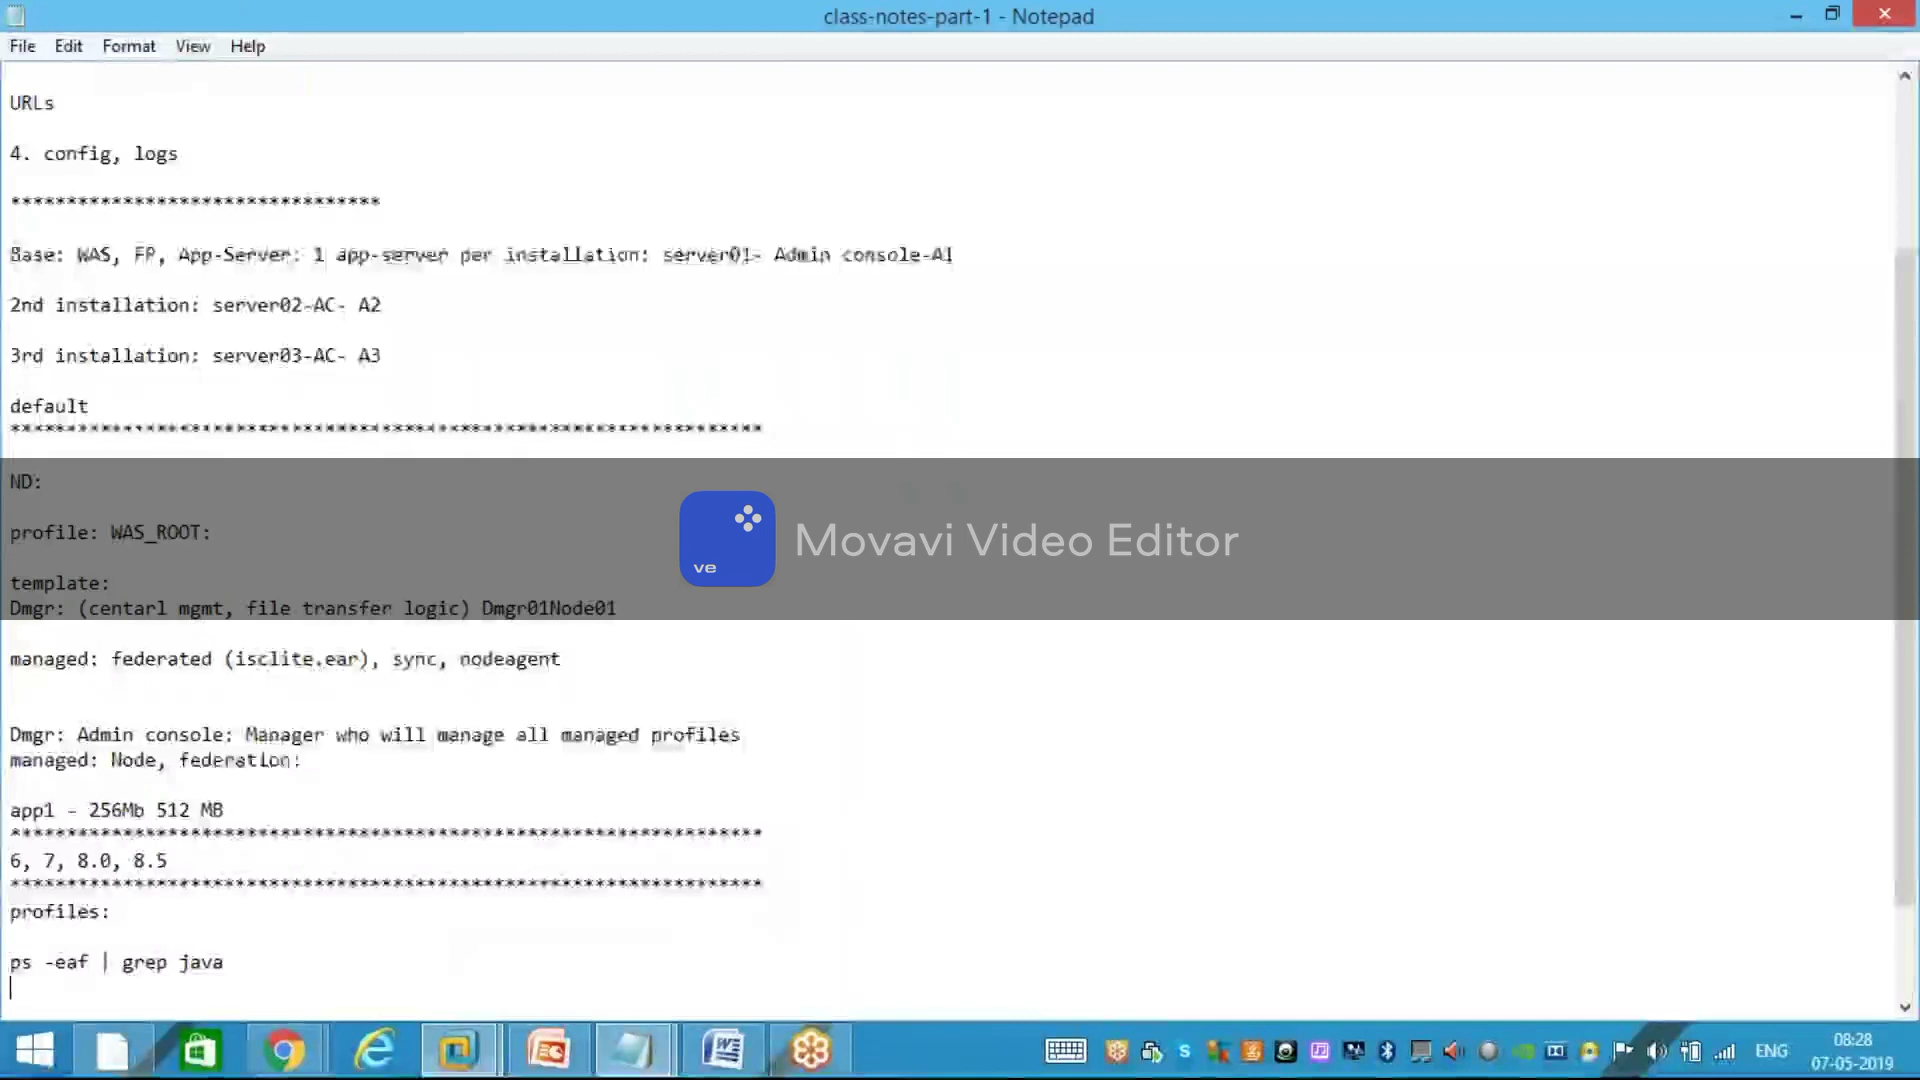 class-notes-part-1 - Notepad
File Edit Format View Help
URLs
4. config, logs
*********************************
Base: WAS, FP, App-Server: 1 app-server per installation: server01- Admin console-A1
2nd installation: server02-AC- A2
3rd installation: server03-AC- A3
default
*******************************************************************
ND:
profile: WAS_ROOT:
template:
Dmgr: (centarl mgmt, file transfer logic) Dmgr01Node01
managed: federated (isclite.ear), sync, nodeagent
Dmgr: Admin console: Manager who will manage all managed profiles
managed: Node, federation:
app1 - 256Mb 512 MB
*******************************************************************
6, 7, 8.0, 8.5
*******************************************************************
profiles:
ps -eaf | grep java
ve
Movavi Video Editor
ENG
08:28
07-05-2019